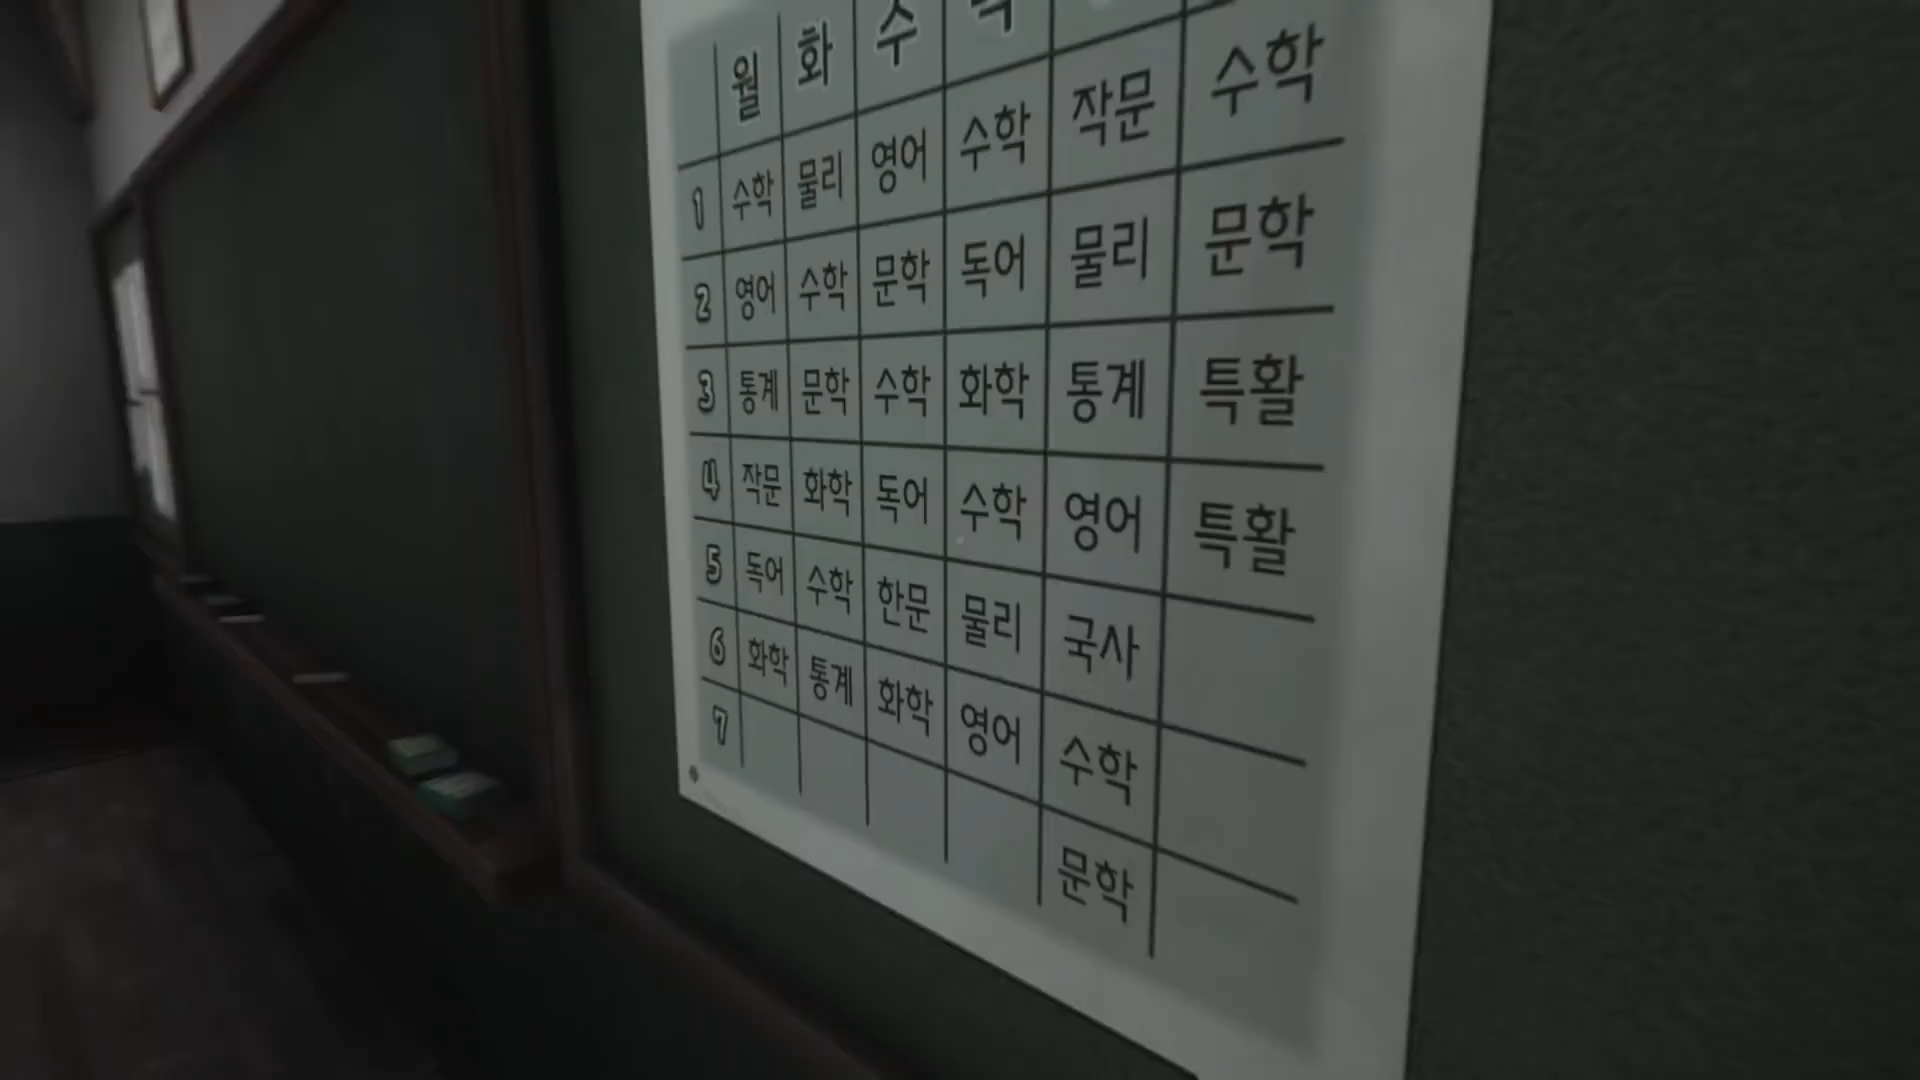 월 화 수 목
1 수학 물리 영어 수학 작문 수학
2 영어 수학 문학 독어 물리 문학
3 통계 문학 수학 화학 통계 특활
4 작문 화학 독어 수학 영어 특활
5 독어 수학 한문 물리 국사
6 화학 통계 화학 영어 수학
7 문학